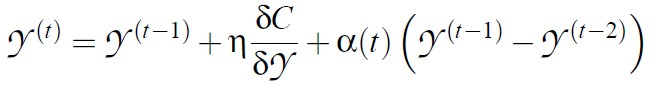 𝒴^(t) = 𝒴^(t−1) + η δC/δ𝒴 + α(t) (𝒴^(t−1) − 𝒴^(t−2))